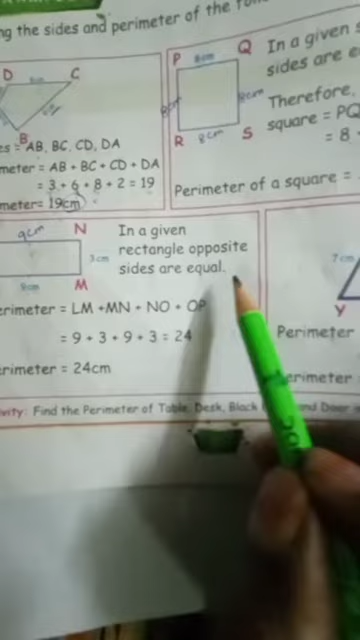 ng the sides and perimeter of the
D
C
B
es = AB, BC, CD, DA
meter = AB + BC + CD + DA
= 3 + 6 + 8 + 2 = 19
meter = 19cm
P 8cm Q
8cm 8cm
R 8cm S
In a given s
sides are e
Therefore,
square = PQ
= 8
Perimeter of a square =
9cm N
3cm
M
In a given
rectangle opposite
sides are equal.
erimeter = LM + MN + NO + OP
= 9 + 3 + 9 + 3 = 24
erimeter = 24cm
7cm
Y
Perimeter
erimeter
ivity: Find the Perimeter of Table, Desk, Black and Door